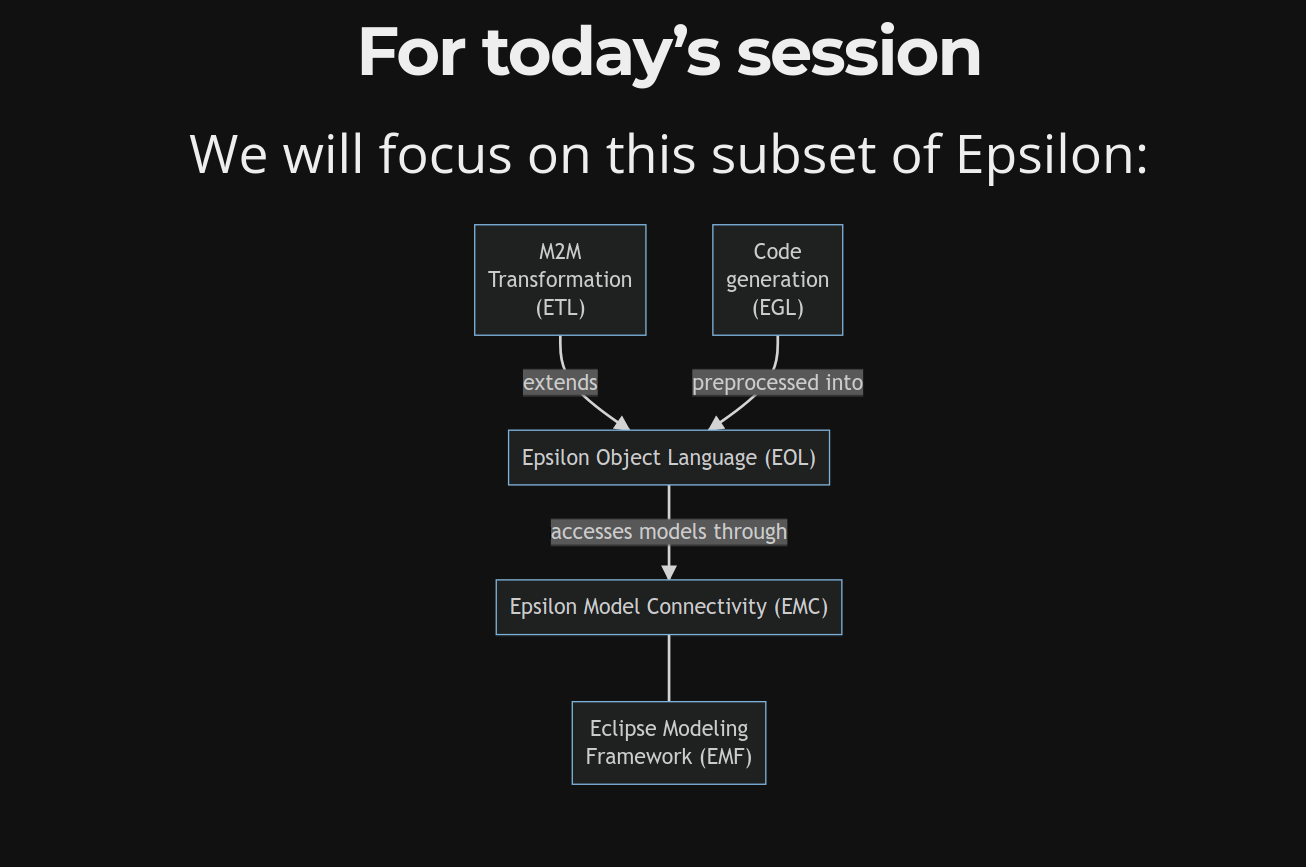 For today’s session
We will focus on this subset of Epsilon:
M2M
Transformation
(ETL)
Code
generation
(EGL)
extends
preprocessed into
Epsilon Object Language (EOL)
accesses models through
Epsilon Model Connectivity (EMC)
Eclipse Modeling
Framework (EMF)